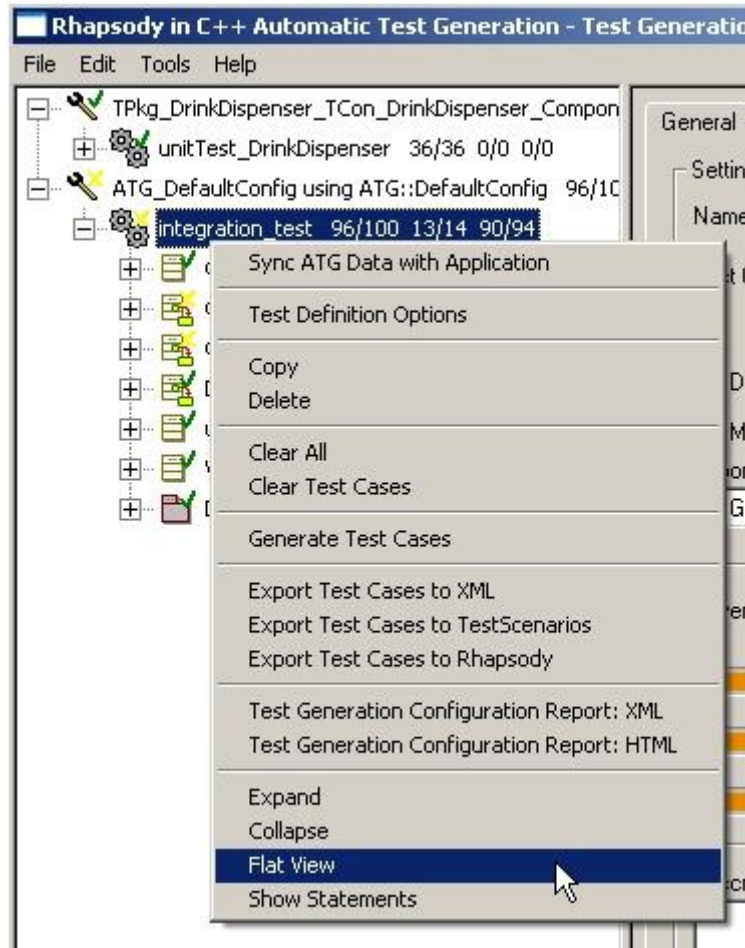 Rhapsody in C++ Automatic Test Generation - Test Generatio
File Edit Tools Help
TPkg_DrinkDispenser_TCon_DrinkDispenser_Compon
unitTest_DrinkDispenser 36/36 0/0 0/0
ATG_DefaultConfig using ATG::DefaultConfig 96/10
integration_test 96/100 13/14 90/94
General
Settin
Name
Sync ATG Data with Application
Test Definition Options
Copy
Delete
Clear All
Clear Test Cases
Generate Test Cases
Export Test Cases to XML
Export Test Cases to TestScenarios
Export Test Cases to Rhapsody
Test Generation Configuration Report: XML
Test Generation Configuration Report: HTML
Expand
Collapse
Flat View
Show Statements